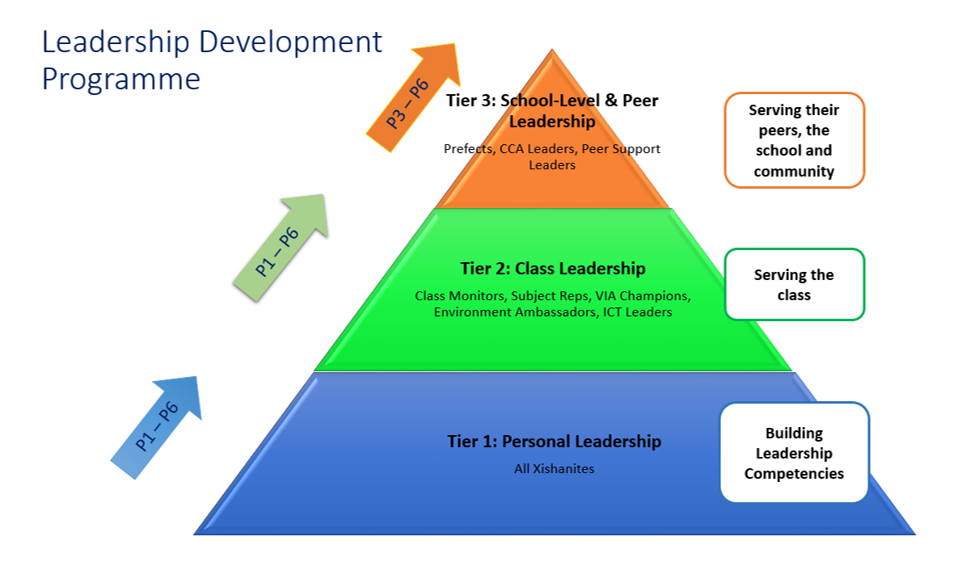 Leadership Development
Programme
P3 – P6
Tier 3: School-Level & Peer
Leadership
Prefects, CCA Leaders, Peer Support
Leaders
Serving their
peers, the
school and
community
P1 – P6
Tier 2: Class Leadership
Class Monitors, Subject Reps, VIA Champions,
Environment Ambassadors, ICT Leaders
Serving the
class
P1 – P6
Tier 1: Personal Leadership
All Xishanites
Building
Leadership
Competencies